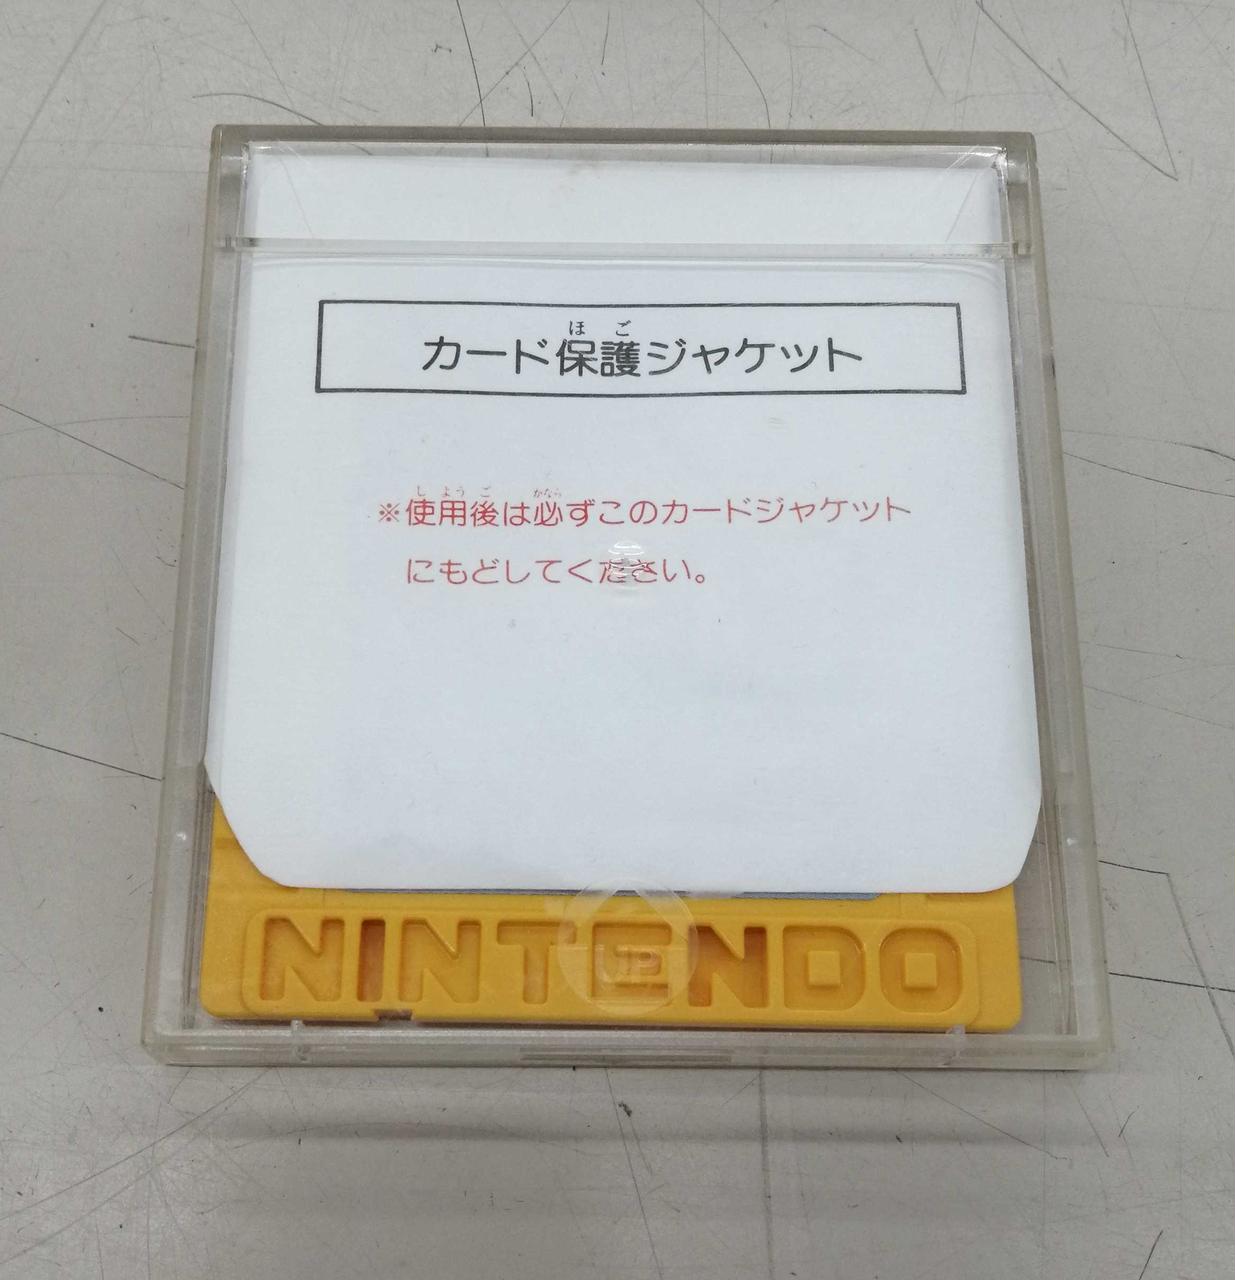 ほご
カード保護ジャケット
しようご かなら
※使用後は必ずこのカードジャケット
にもどしてください。
NINTENDO
JP